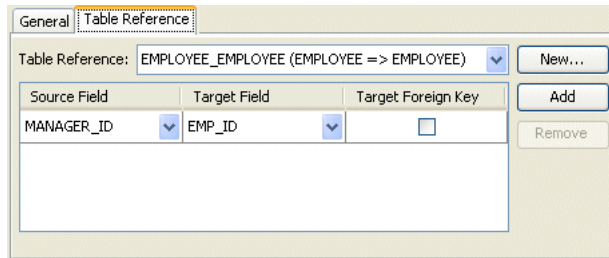 General Table Reference
Table Reference: EMPLOYEE_EMPLOYEE (EMPLOYEE => EMPLOYEE) New...
Source Field Target Field Target Foreign Key Add
MANAGER_ID EMP_ID Remove